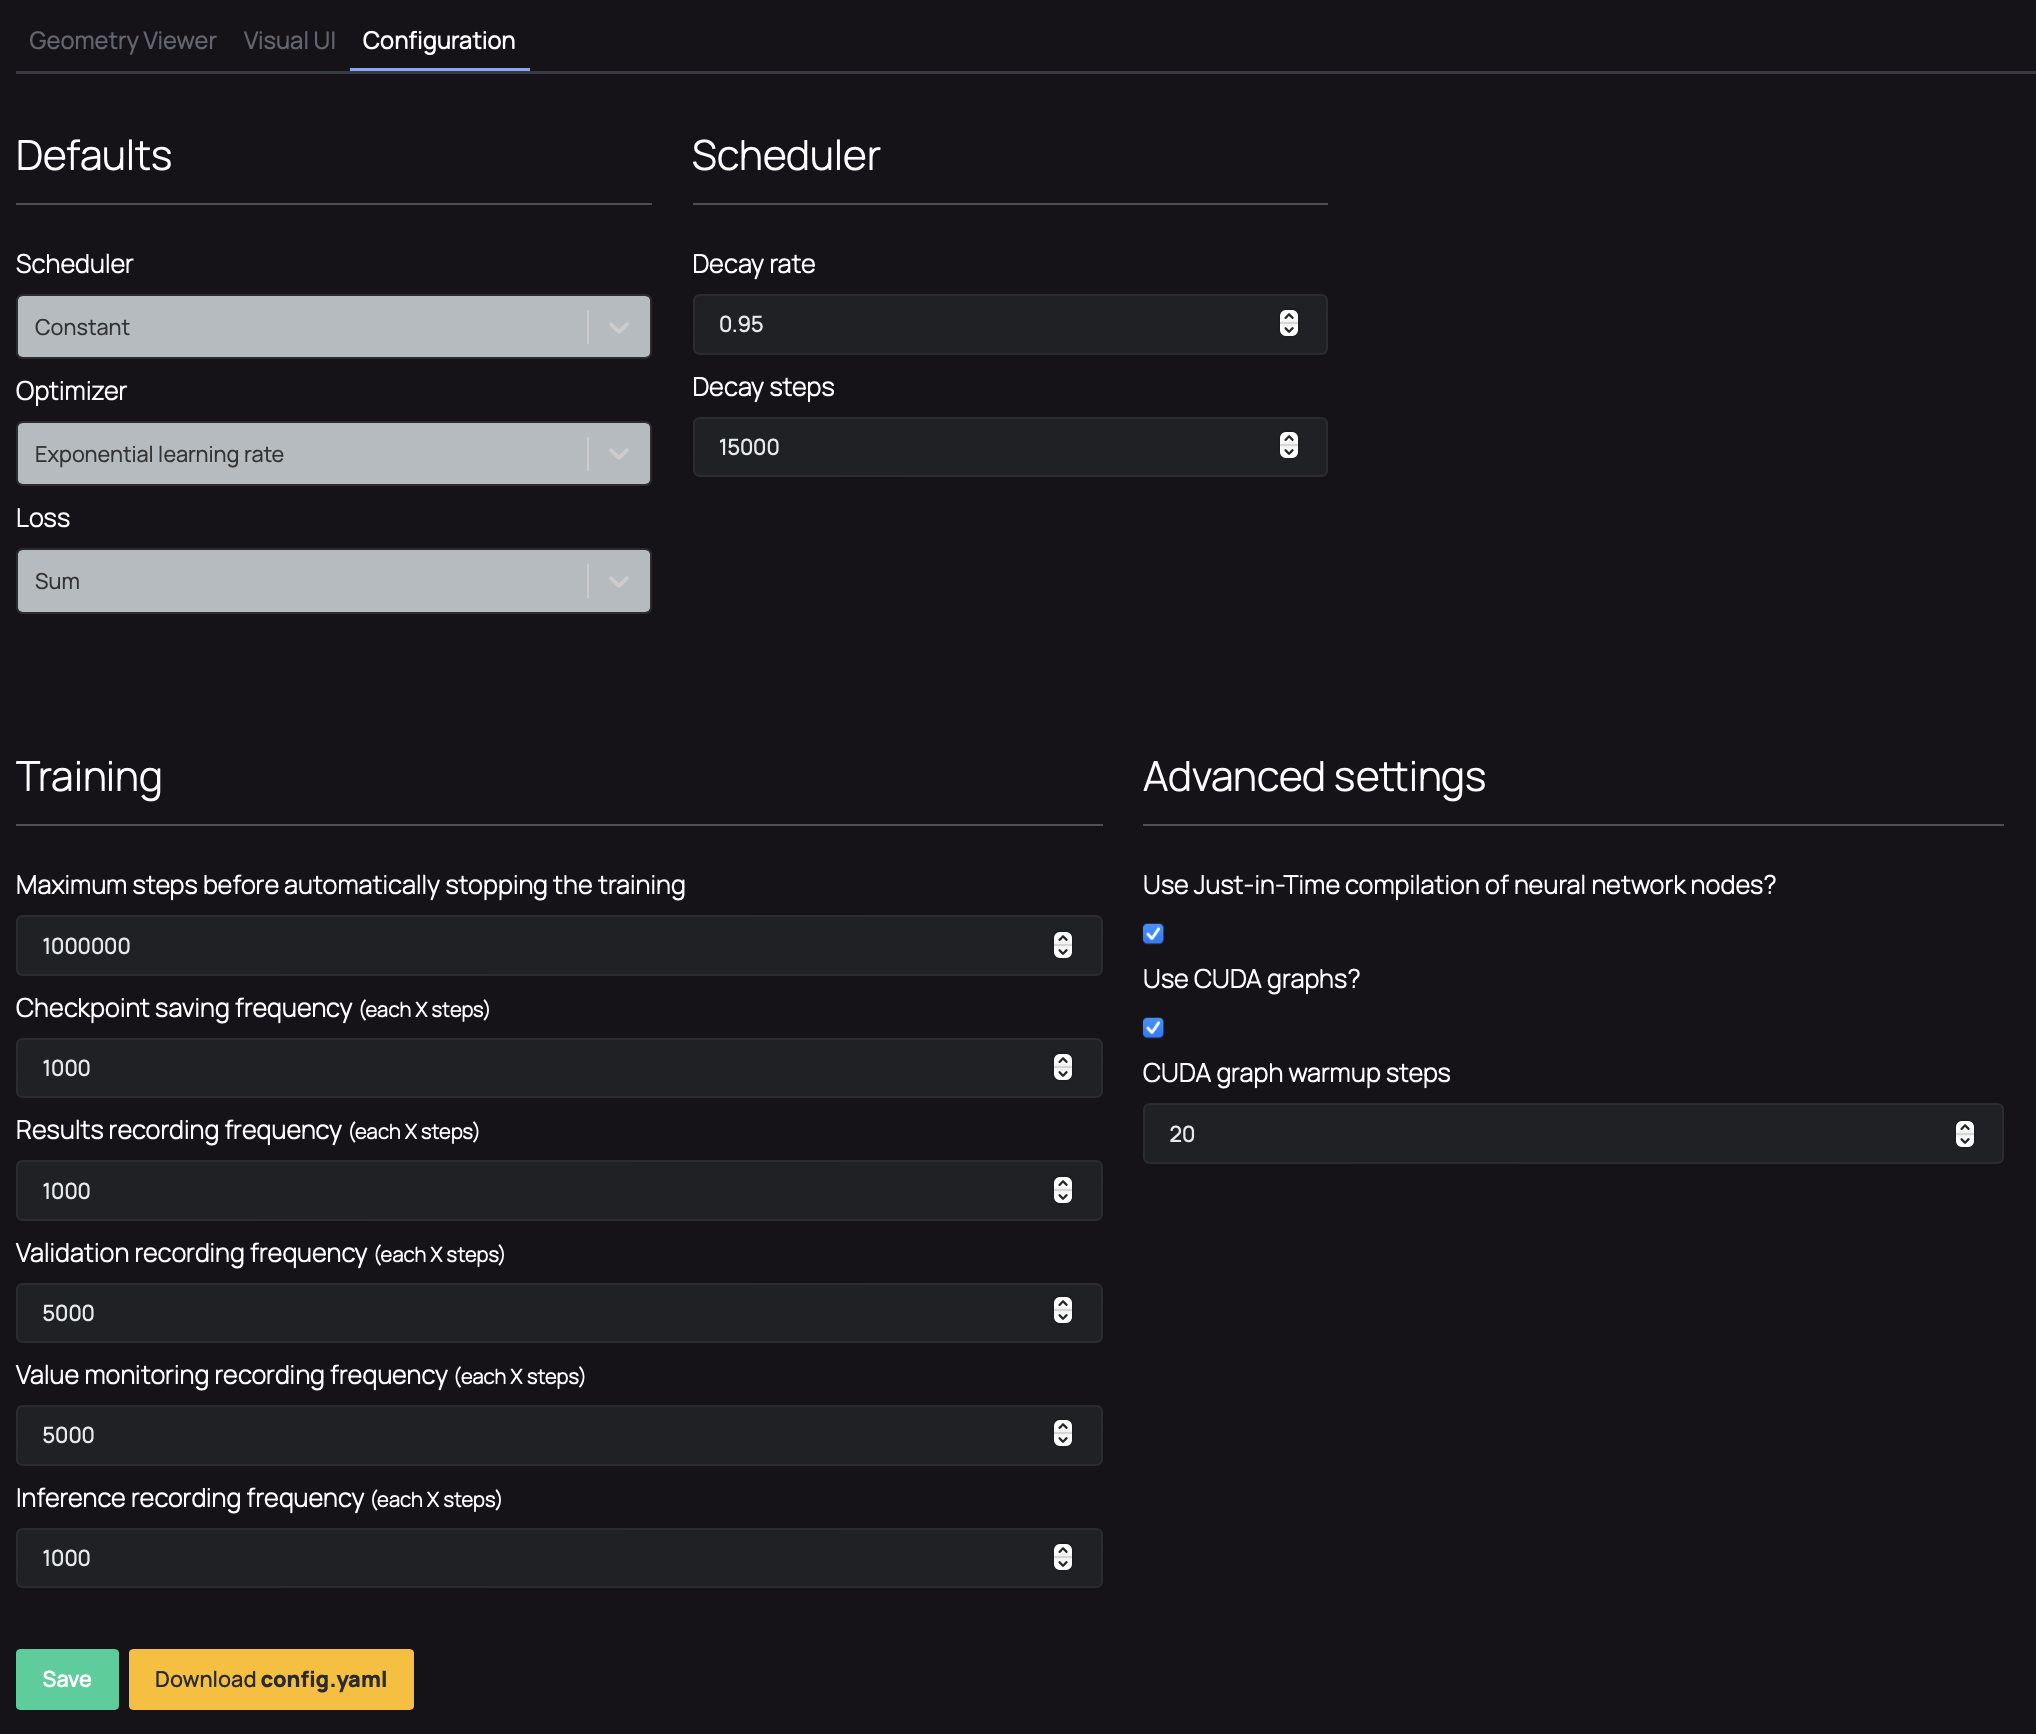 Geometry Viewer Visual UI Configuration
Defaults
Scheduler
Constant
Optimizer
Exponential learning rate
Loss
Sum
Scheduler
Decay rate
0.95
Decay steps
15000
Training
Maximum steps before automatically stopping the training
1000000
Checkpoint saving frequency (each X steps)
1000
Results recording frequency (each X steps)
1000
Validation recording frequency (each X steps)
5000
Value monitoring recording frequency (each X steps)
5000
Inference recording frequency (each X steps)
1000
Advanced settings
Use Just-in-Time compilation of neural network nodes?
Use CUDA graphs?
CUDA graph warmup steps
20
Save Download config.yaml